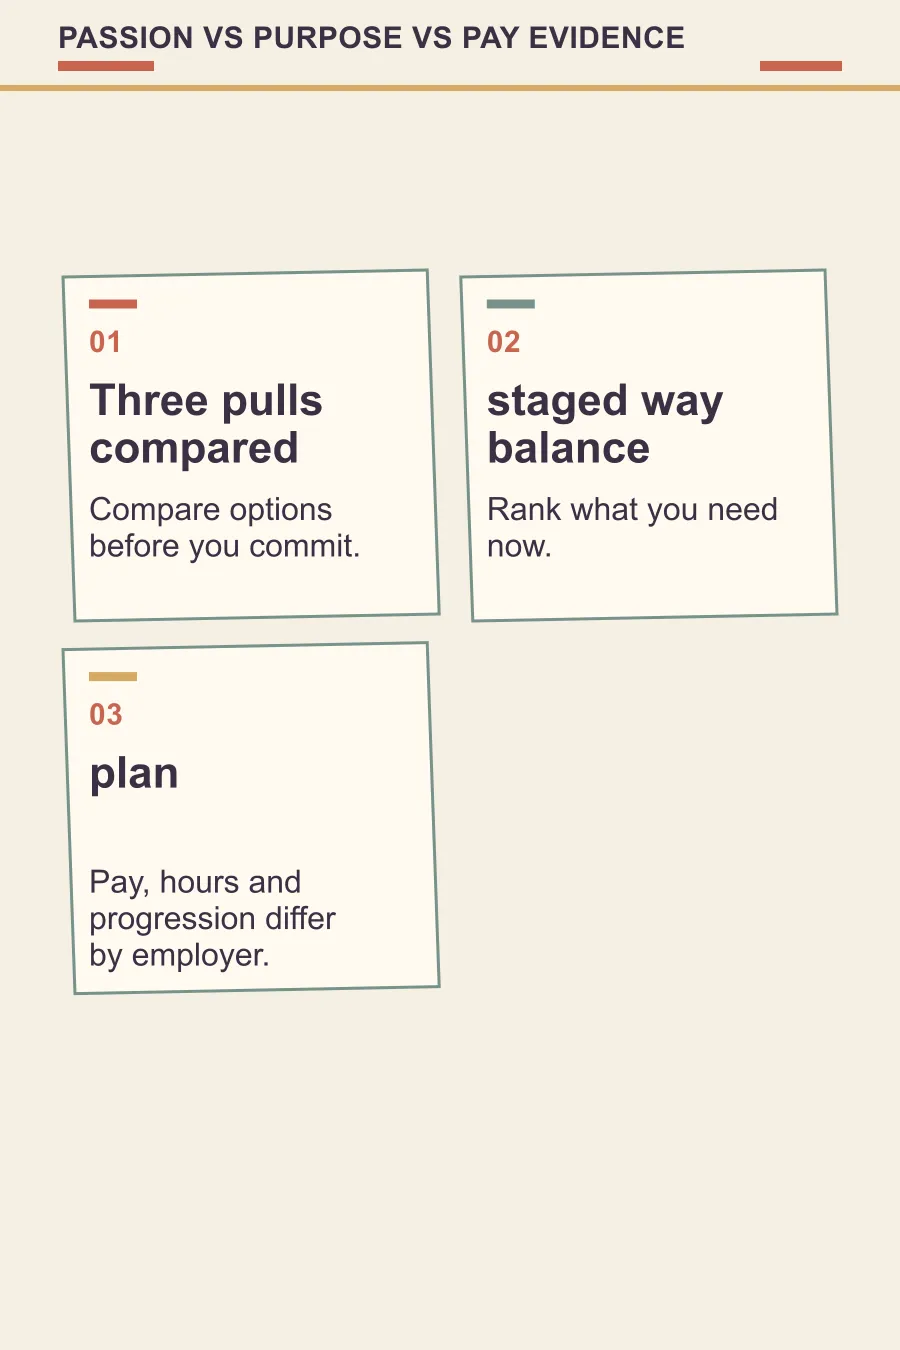 PASSION VS PURPOSE VS PAY EVIDENCE
01
Three pulls
compared
Compare options
before you commit.
02
staged way
balance
Rank what you need
now.
03
plan
Pay, hours and
progression differ
by employer.